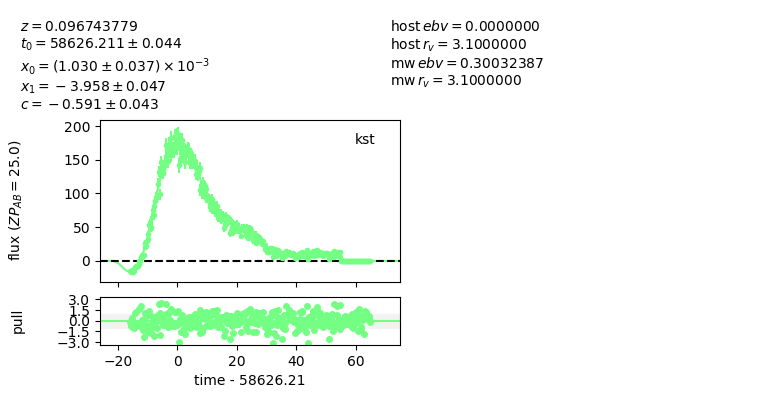 z = 0.096743779
t₀ = 58626.211 ± 0.044
x₀ = (1.030 ± 0.037) × 10⁻³
x₁ = −3.958 ± 0.047
c = −0.591 ± 0.043
host ebv = 0.0000000
host r_v = 3.1000000
mw ebv = 0.30032387
mw r_v = 3.1000000
200
150
100
50
0
flux (ZP_AB = 25.0)
kst
3.0
1.5
0.0
−1.5
−3.0
pull
−20 0 20 40 60
time - 58626.21